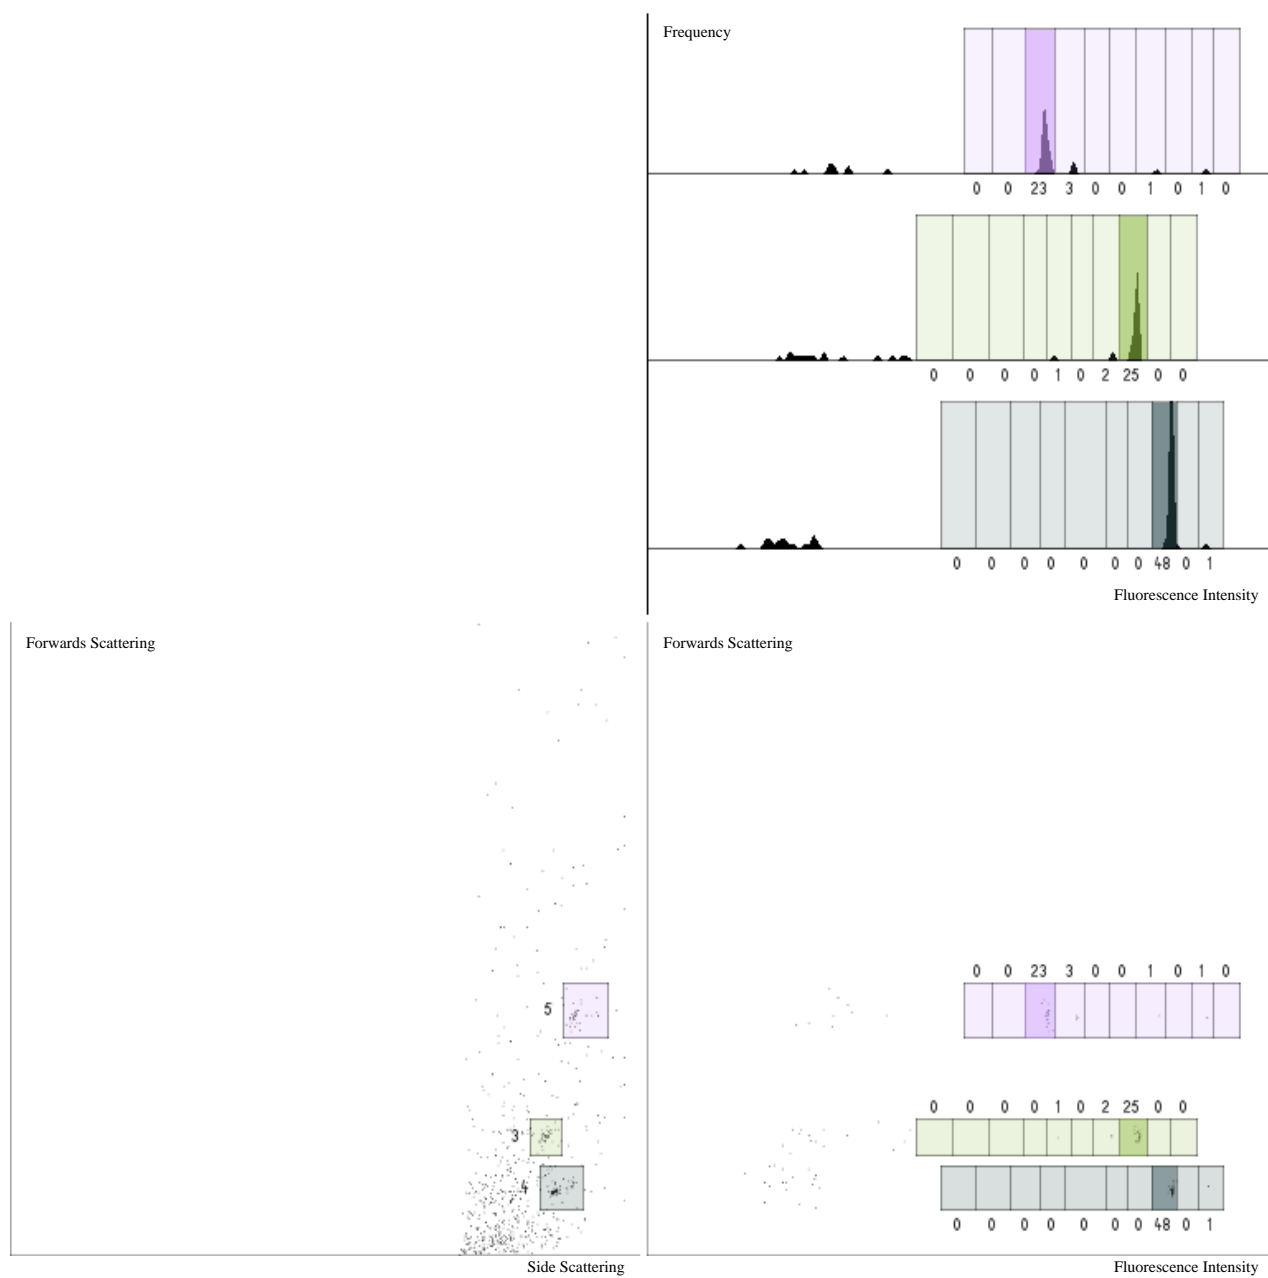 Frequency
0 0 23 3 0 0 1 0 1 0
0 0 0 0 1 0 2 25 0 0
0 0 0 0 0 0 0 48 0 1
Fluorescence Intensity
Forwards Scattering
5
3
4
Side Scattering
Forwards Scattering
0 0 23 3 0 0 1 0 1 0
0 0 0 0 1 0 2 25 0 0
0 0 0 0 0 0 0 48 0 1
Fluorescence Intensity